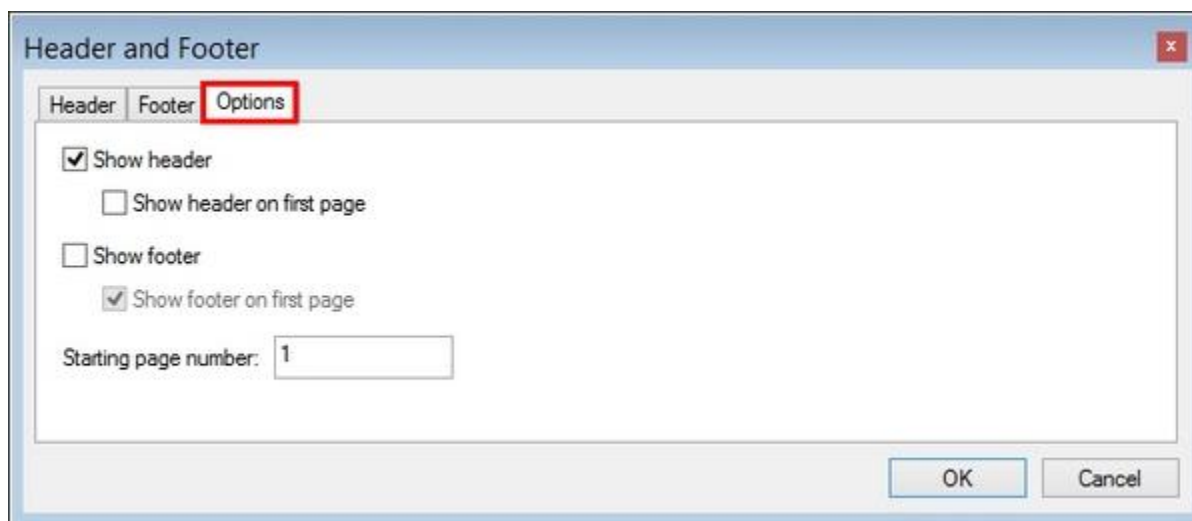 Header and Footer
x
Header Footer Options
Show header
Show header on first page
Show footer
Show footer on first page
Starting page number: 1
OK Cancel